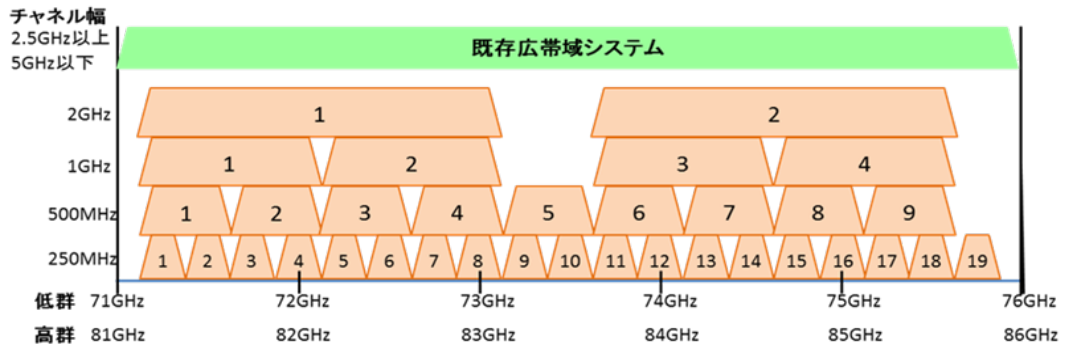 チャネル幅
2.5GHz以上
5GHz以下
既存広帯域システム
2GHz 1 2
1GHz 1 2 3 4
500MHz 1 2 3 4 5 6 7 8 9
250MHz 1 2 3 4 5 6 7 8 9 10 11 12 13 14 15 16 17 18 19
低群 71GHz 72GHz 73GHz 74GHz 75GHz 76GHz
高群 81GHz 82GHz 83GHz 84GHz 85GHz 86GHz